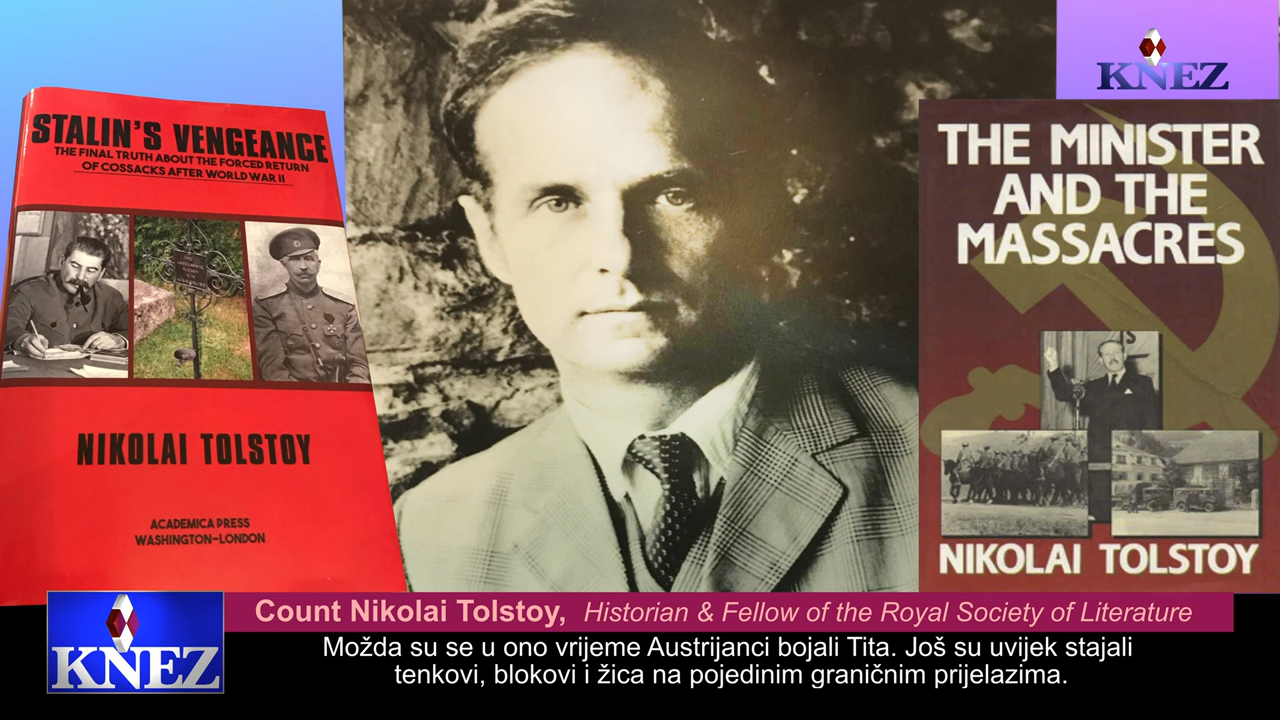 STALIN'S VENGEANCE
THE FINAL TRUTH ABOUT THE FORCED RETURN
OF COSSACKS AFTER WORLD WAR II
NIKOLAI TOLSTOY
ACADEMICA PRESS
WASHINGTON–LONDON
KNEZ
THE MINISTER
AND THE
MASSACRES
NIKOLAI TOLSTOY
KNEZ
Count Nikolai Tolstoy, Historian & Fellow of the Royal Society of Literature
Možda su se u ono vrijeme Austrijanci bojali Tita. Još su uvijek stajali
tenkovi, blokovi i žica na pojedinim graničnim prijelazima.